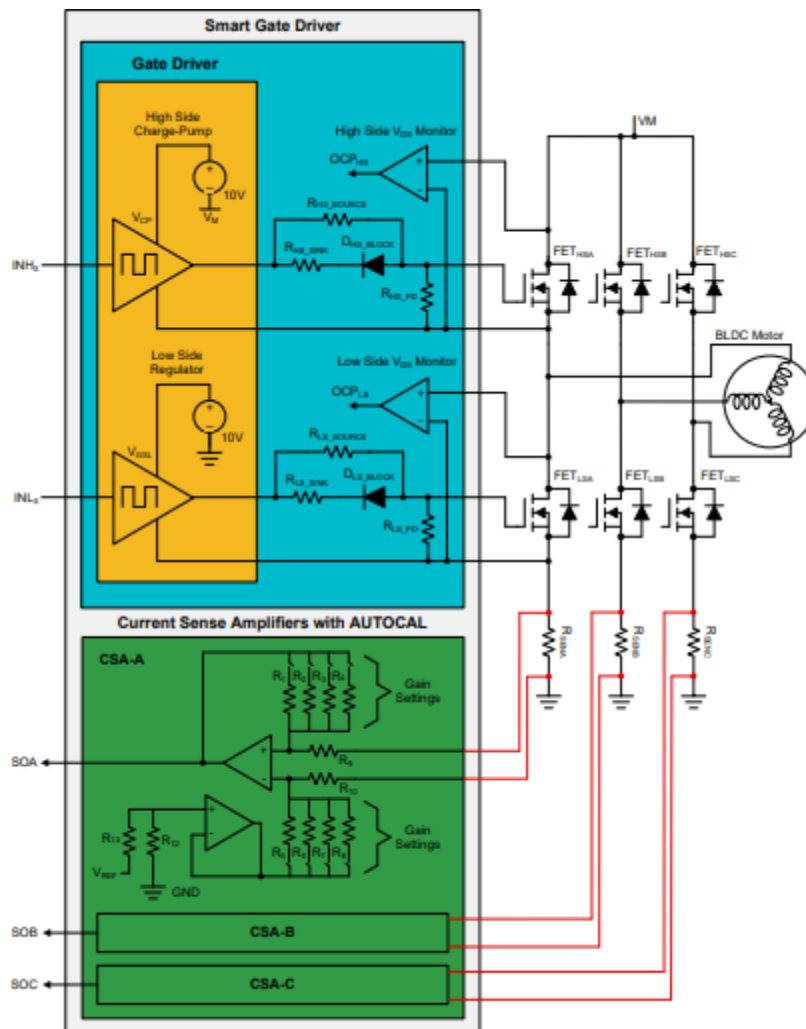 Smart Gate Driver
Gate Driver
High Side
Charge-Pump
High Side VDS Monitor
VM
OCPHS
10V
VCP
VM
RHS_SOURCE
RHS_SINK
DHS_BLOCK
RHS_PD
INHX
FETHSA
FETHSB
FETHSC
BLDC Motor
Low Side
Regulator
Low Side VDS Monitor
OCPLS
10V
VGSL
RLS_SOURCE
RLS_SINK
DLS_BLOCK
RLS_PD
INLX
FETLSA
FETLSB
FETLSC
Current Sense Amplifiers with AUTOCAL
CSA-A
R1 R2 R3 R4
Gain
Settings
RSENA
RSENB
RSENC
SOA
+
-
R9
R10
+
-
R13
R12
R5 R6 R7 R8
Gain
Settings
VREF
GND
SOB
CSA-B
SOC
CSA-C